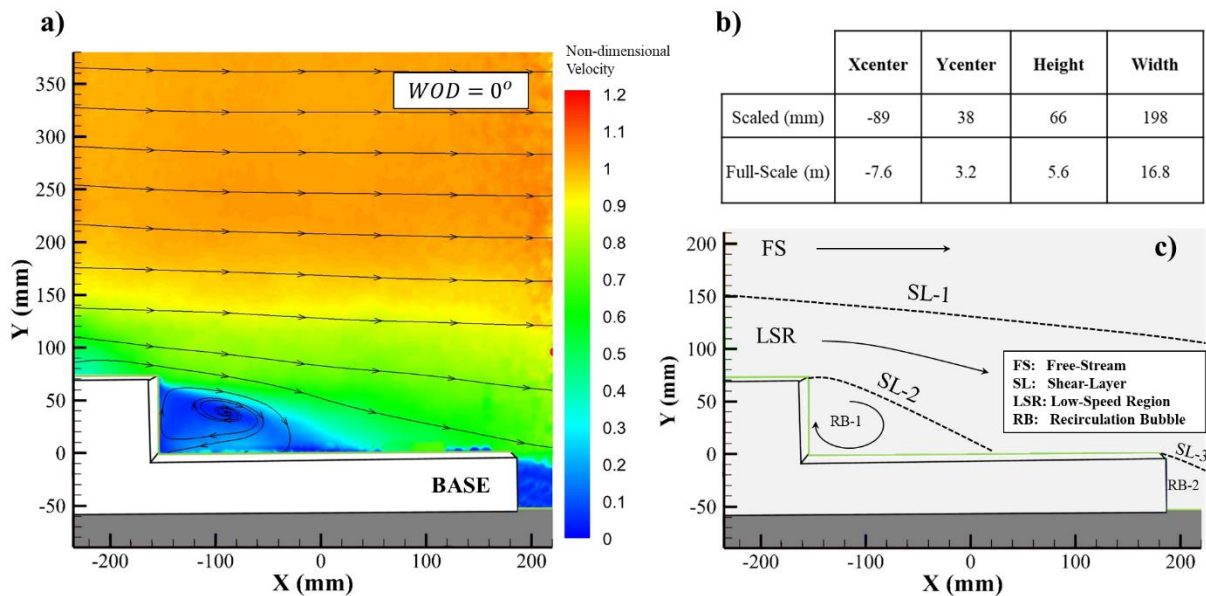 a)
Non-dimensional
Velocity
WOD = 0°
350
300
250
200
150
100
50
0
-50
Y (mm)
BASE
-200
-100
0
100
200
X (mm)
1.2
1
0.9
0.8
0.7
0.6
0.5
0.4
0.3
0.2
0.1
0
b)
Xcenter Ycenter Height Width
Scaled (mm) -89 38 66 198
Full-Scale (m) -7.6 3.2 5.6 16.8
c)
200
150
100
50
0
-50
Y (mm)
FS
SL-1
LSR
SL-2
RB-1
FS: Free-Stream
SL: Shear-Layer
LSR: Low-Speed Region
RB: Recirculation Bubble
SL-3
RB-2
-200
-100
0
100
200
X (mm)